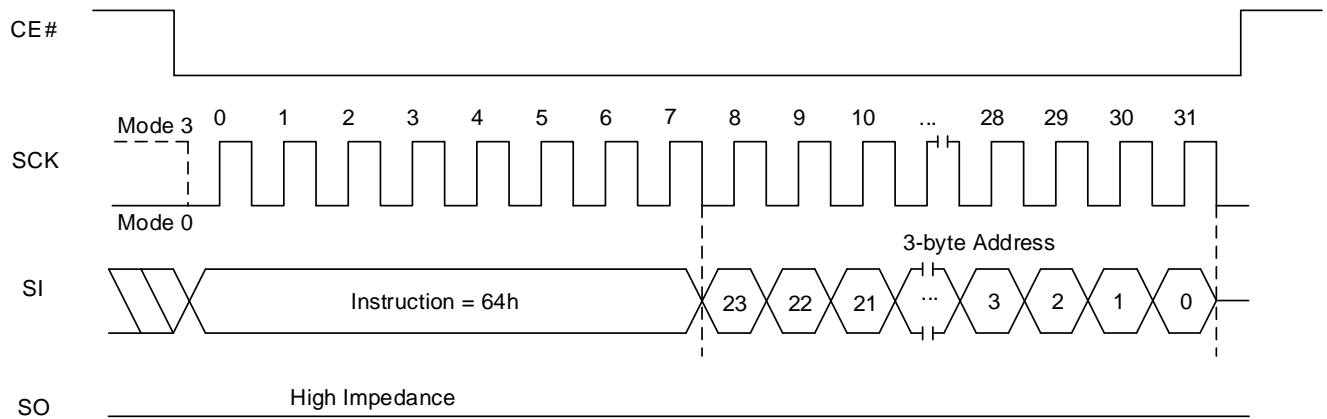 CE#
Mode 3 0 1 2 3 4 5 6 7 8 9 10 ... 28 29 30 31
SCK
Mode 0
3-byte Address
SI Instruction = 64h 23 22 21 ... 3 2 1 0
SO High Impedance